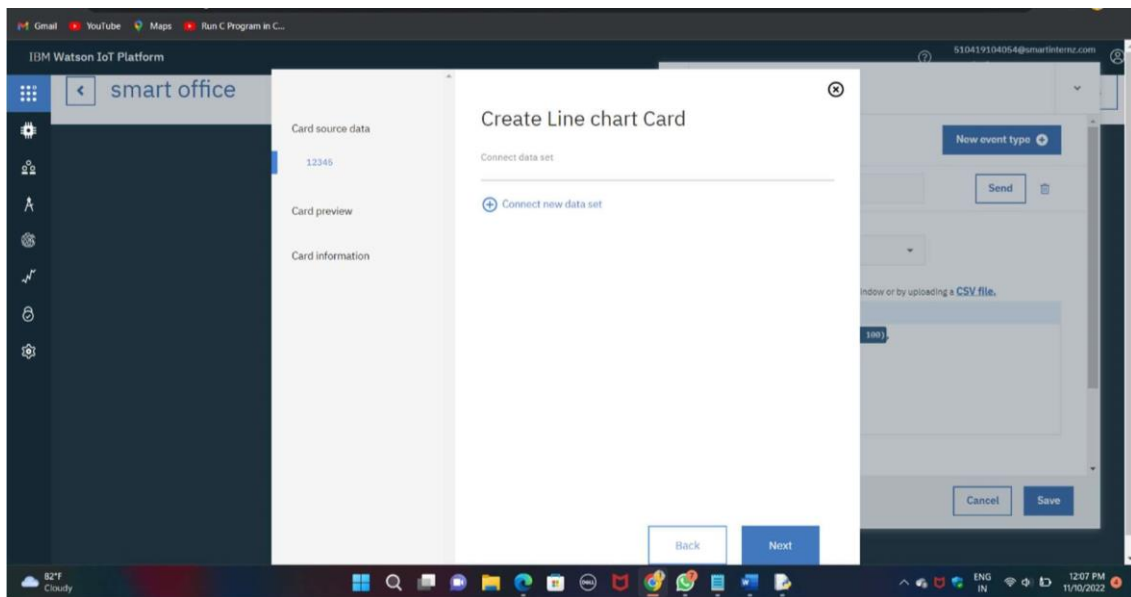 Gmail YouTube Maps Run C Program in C...
IBM Watson IoT Platform
510419104054@smartinternz.com
smart office
Create Line chart Card
Card source data
12345
Connect data set
Connect new data set
Card preview
Card information
Back Next
New event type
Send
indow or by uploading a CSV file.
100),
Cancel Save
82°F
Cloudy
ENG
IN
12:07 PM
11/10/2022